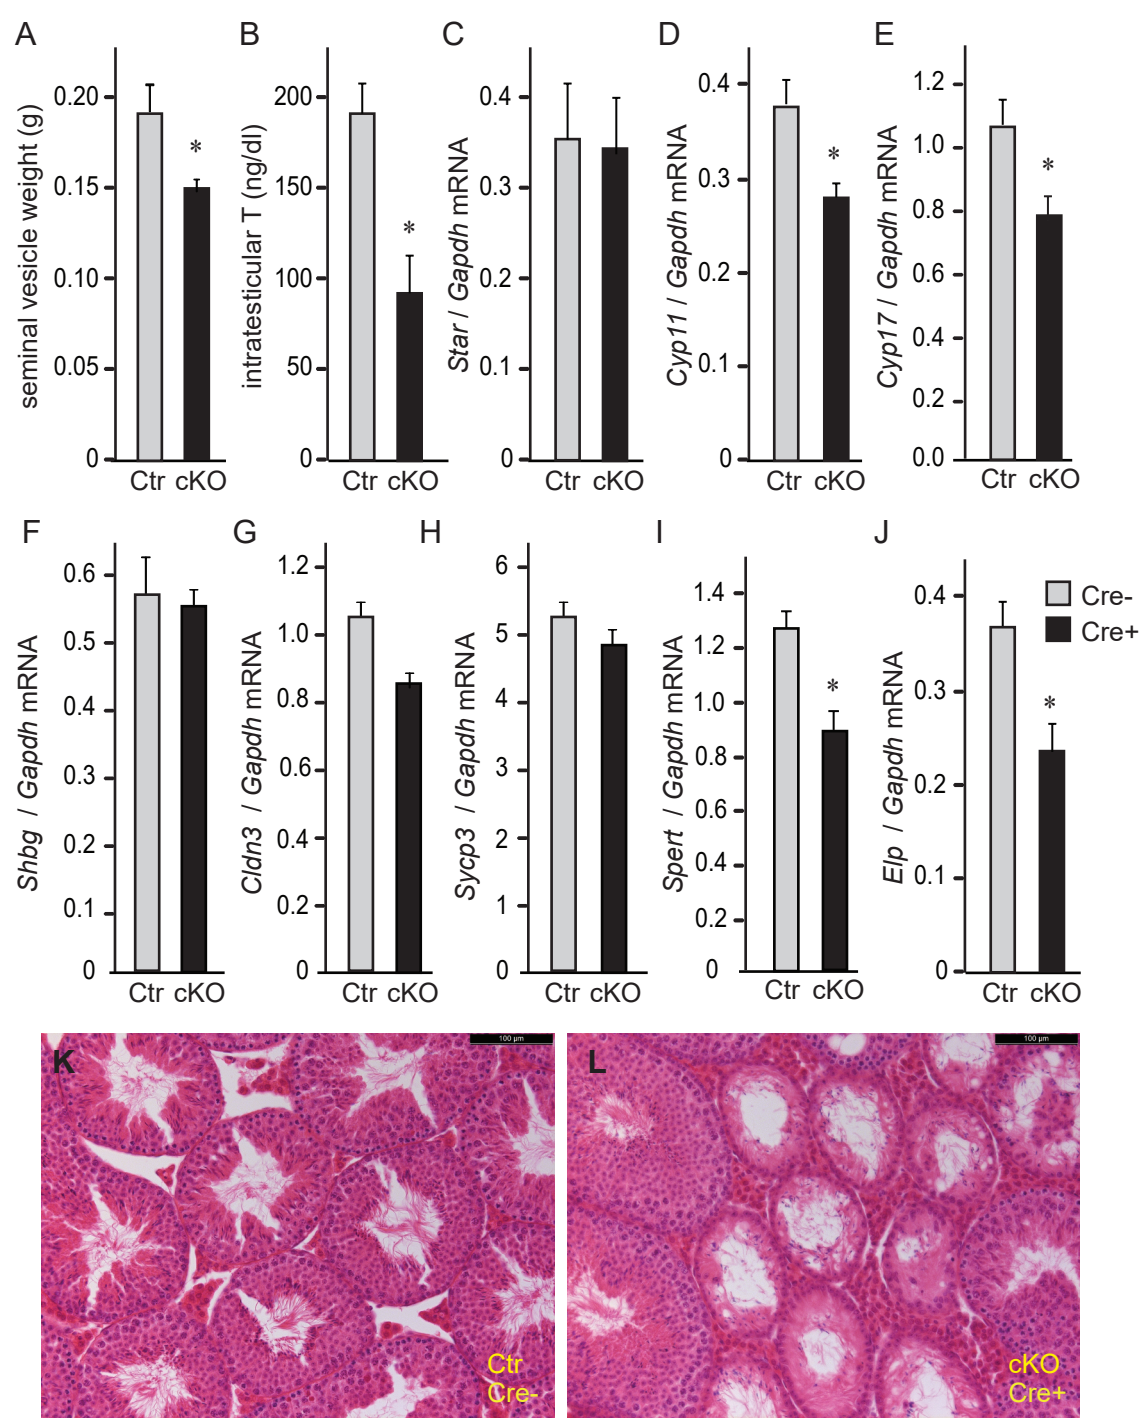 A
B
C
D
E
seminal vesicle weight (g)
0.20
0.15
0.10
0.05
0
Ctr cKO
*
intratesticular T (ng/dl)
200
150
100
50
0
Ctr cKO
*
Star / Gapdh mRNA
0.4
0.3
0.2
0.1
0
Ctr cKO
Cyp11 / Gapdh mRNA
0.4
0.3
0.2
0.1
0
Ctr cKO
*
Cyp17 / Gapdh mRNA
1.2
1.0
0.8
0.6
0.4
0.2
0.0
Ctr cKO
*
F
G
H
I
J
Shbg / Gapdh mRNA
0.6
0.5
0.4
0.3
0.2
0.1
0
Ctr cKO
Cldn3 / Gapdh mRNA
1.2
1.0
0.8
0.6
0.4
0.2
0
Ctr cKO
Sycp3 / Gapdh mRNA
6
5
4
3
2
1
0
Ctr cKO
Spert / Gapdh mRNA
1.4
1.2
1.0
0.8
0.6
0.4
0.2
0
Ctr cKO
*
Elp / Gapdh mRNA
0.4
0.3
0.2
0.1
0
Ctr cKO
*
Cre-
Cre+
K
100 μm
Ctr
Cre-
L
100 μm
cKO
Cre+